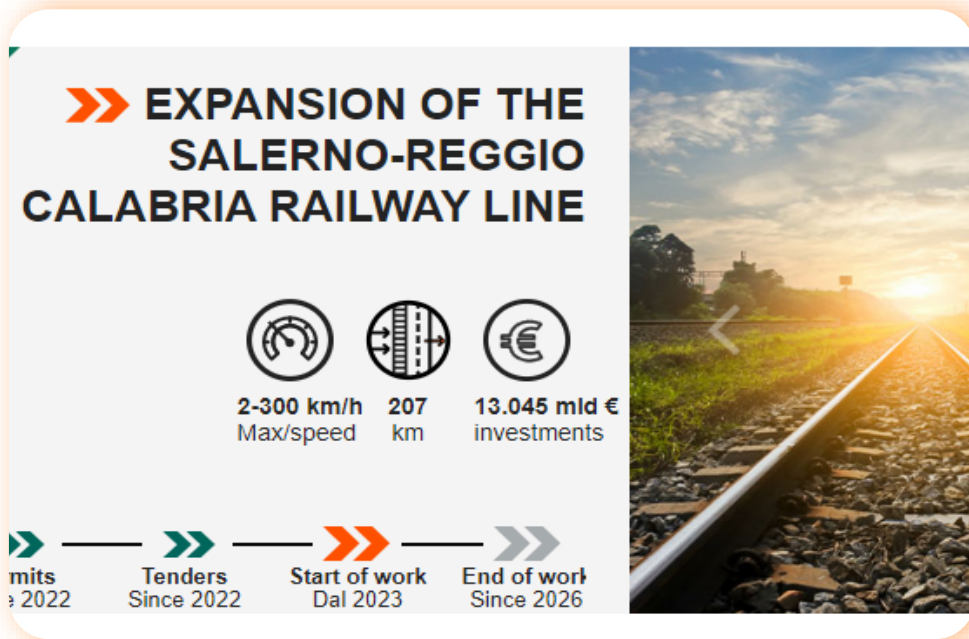 EXPANSION OF THE
SALERNO-REGGIO
CALABRIA RAILWAY LINE
2-300 km/h 207 13.045 mld €
Max/speed km investments
mits Tenders Start of work End of work
e 2022 Since 2022 Dal 2023 Since 2026